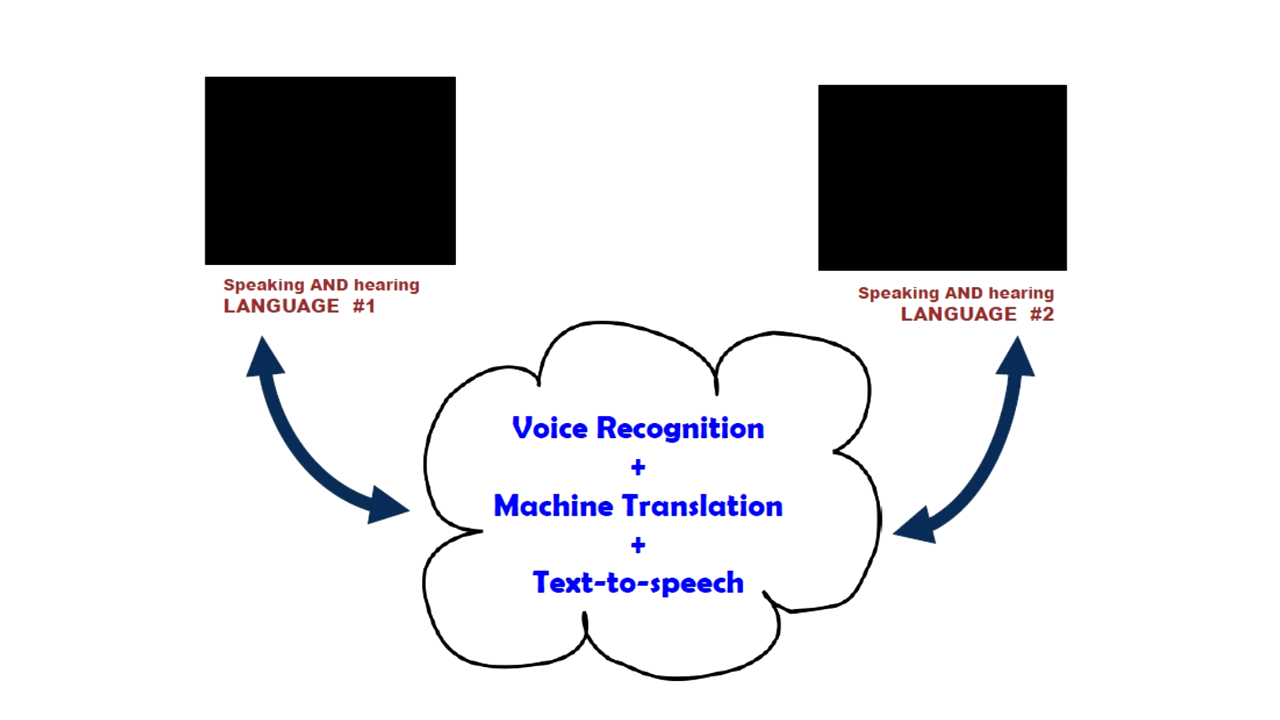 Speaking AND hearing
LANGUAGE #1
Speaking AND hearing
LANGUAGE #2
Voice Recognition
+
Machine Translation
+
Text-to-speech